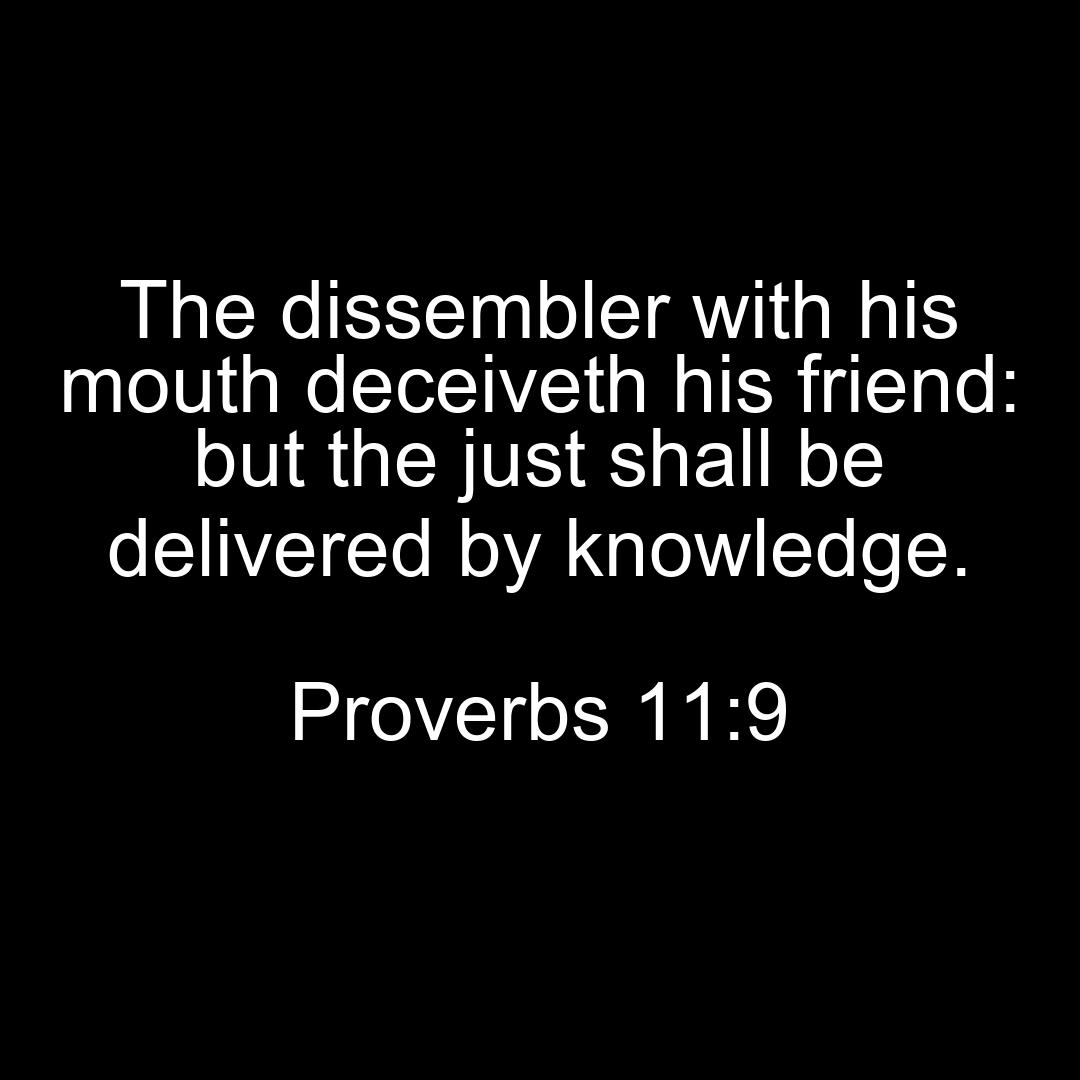 The dissembler with his
mouth deceiveth his friend:
but the just shall be
delivered by knowledge.
Proverbs 11:9